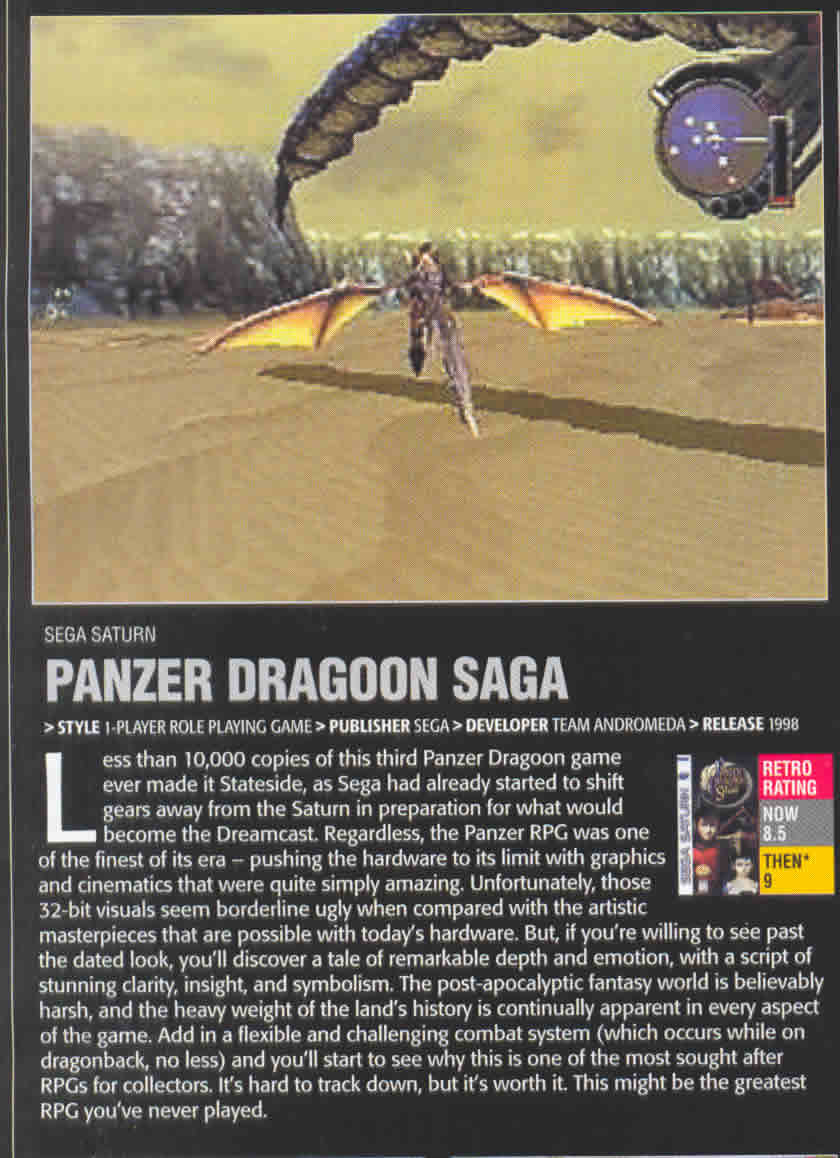 SEGA SATURN
PANZER DRAGOON SAGA
> STYLE 1-PLAYER ROLE PLAYING GAME > PUBLISHER SEGA > DEVELOPER TEAM ANDROMEDA > RELEASE 1998
Less than 10,000 copies of this third Panzer Dragoon game
ever made it Stateside, as Sega had already started to shift
gears away from the Saturn in preparation for what would
become the Dreamcast. Regardless, the Panzer RPG was one
of the finest of its era – pushing the hardware to its limit with graphics
and cinematics that were quite simply amazing. Unfortunately, those
32-bit visuals seem borderline ugly when compared with the artistic
masterpieces that are possible with today's hardware. But, if you're willing to see past
the dated look, you'll discover a tale of remarkable depth and emotion, with a script of
stunning clarity, insight, and symbolism. The post-apocalyptic fantasy world is believably
harsh, and the heavy weight of the land's history is continually apparent in every aspect
of the game. Add in a flexible and challenging combat system (which occurs while on
dragonback, no less) and you'll start to see why this is one of the most sought after
RPGs for collectors. It's hard to track down, but it's worth it. This might be the greatest
RPG you've never played.
SEGA SATURN
RETRO
RATING
NOW
8.5
THEN*
9